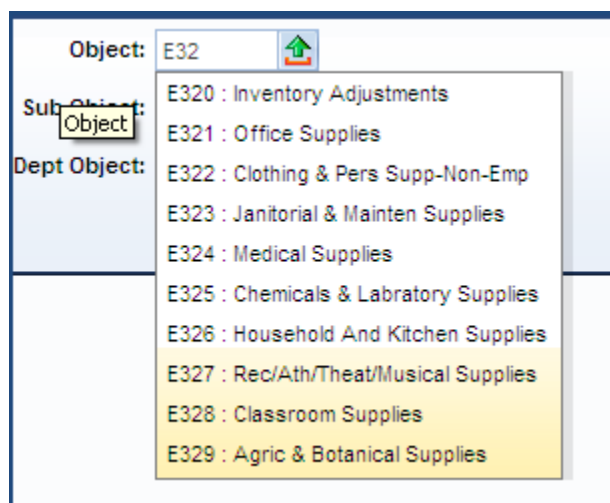 Object: E32
E320 : Inventory Adjustments
Sub Object:
Object
E321 : Office Supplies
Dept Object:
E322 : Clothing & Pers Supp-Non-Emp
E323 : Janitorial & Mainten Supplies
E324 : Medical Supplies
E325 : Chemicals & Labratory Supplies
E326 : Household And Kitchen Supplies
E327 : Rec/Ath/Theat/Musical Supplies
E328 : Classroom Supplies
E329 : Agric & Botanical Supplies